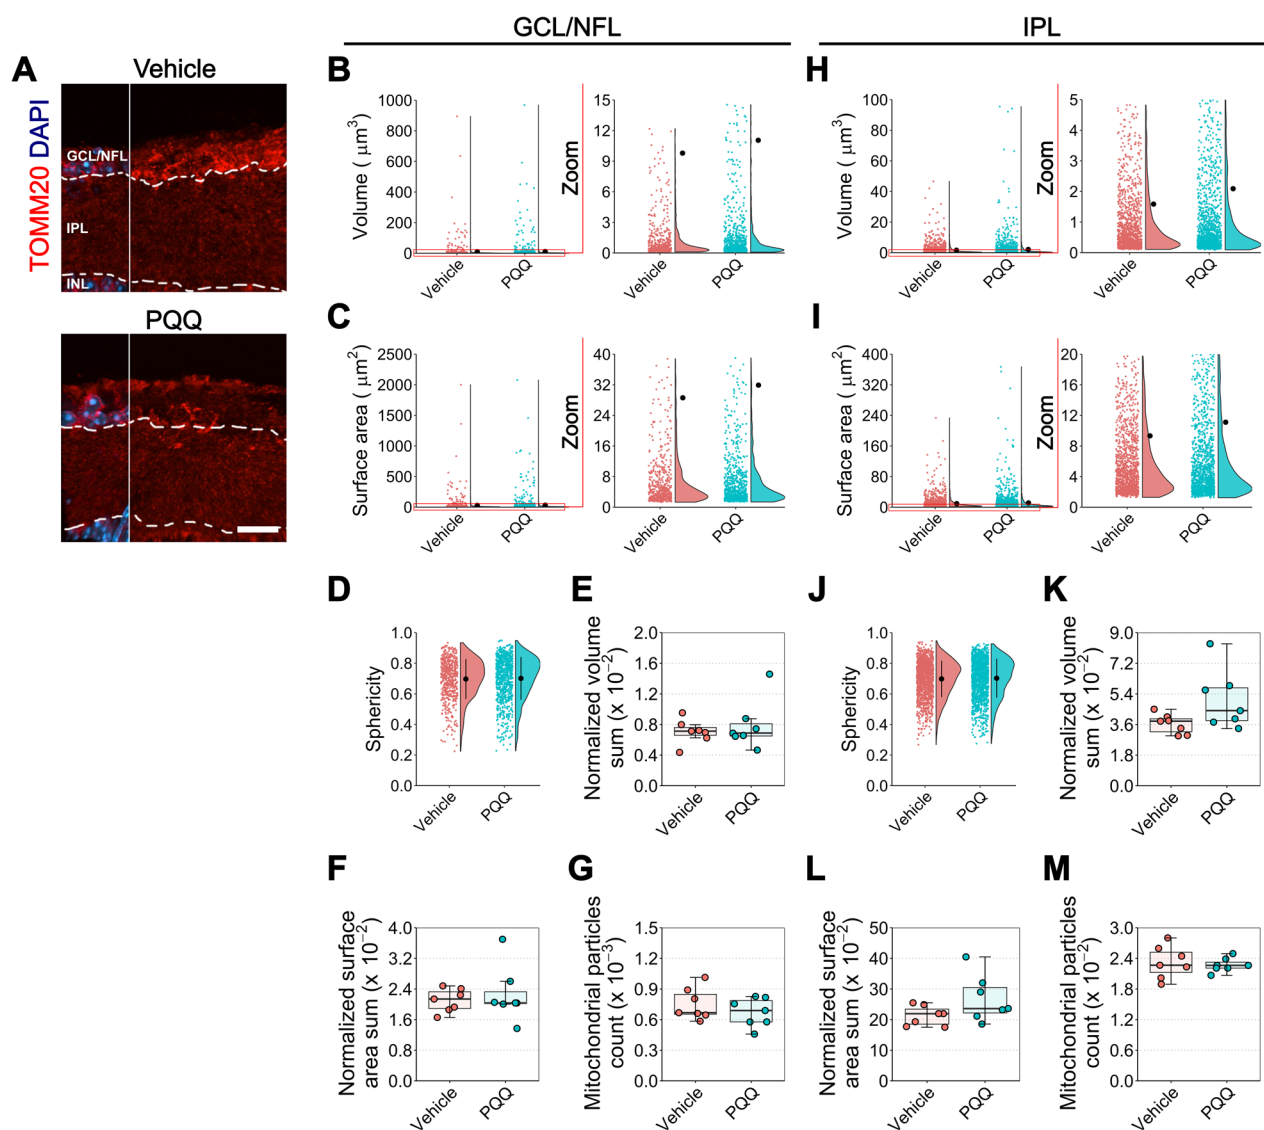 GCL/NFL
IPL
A
Vehicle
TOMM20 DAPI
GCL/NFL
IPL
INL
PQQ
B
Volume ( μm³)
1000
800
600
400
200
0
Vehicle
PQQ
Zoom
15
12
9
6
3
0
Vehicle
PQQ
H
Volume ( μm³)
100
80
60
40
20
0
Vehicle
PQQ
Zoom
5
4
3
2
1
0
Vehicle
PQQ
C
Surface area ( μm²)
2500
2000
1500
1000
500
0
Vehicle
PQQ
Zoom
40
32
24
16
8
0
Vehicle
PQQ
I
Surface area ( μm²)
400
320
240
160
80
0
Vehicle
PQQ
Zoom
20
16
12
8
4
0
Vehicle
PQQ
D
Sphericity
1.0
0.8
0.6
0.4
0.2
0.0
Vehicle
PQQ
E
Normalized volume
sum (x 10⁻²)
2.0
1.6
1.2
0.8
0.4
0.0
Vehicle
PQQ
J
Sphericity
1.0
0.8
0.6
0.4
0.2
0.0
Vehicle
PQQ
K
Normalized volume
sum (x 10⁻²)
9.0
7.2
5.4
3.6
1.8
0.0
Vehicle
PQQ
F
Normalized surface
area sum (x 10⁻²)
4.0
3.2
2.4
1.6
0.8
0.0
Vehicle
PQQ
G
Mitochondrial particles
count (x 10⁻³)
1.5
1.2
0.9
0.6
0.3
0.0
Vehicle
PQQ
L
Normalized surface
area sum (x 10⁻²)
50
40
30
20
10
0
Vehicle
PQQ
M
Mitochondrial particles
count (x 10⁻²)
3.0
2.4
1.8
1.2
0.6
0.0
Vehicle
PQQ